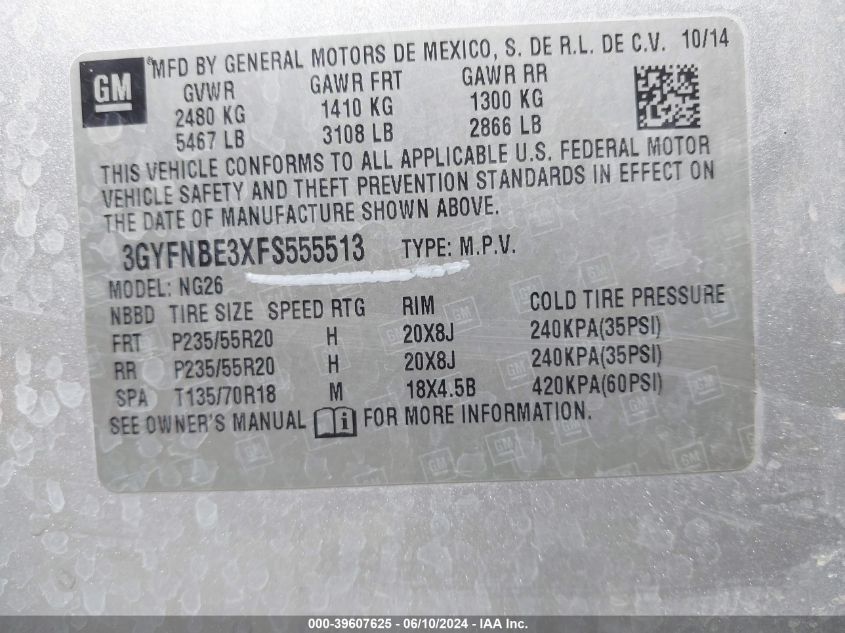 GM MFD BY GENERAL MOTORS DE MEXICO, S. DE R.L. DE C.V. 10/14
GVWR GAWR FRT GAWR RR
2480 KG 1410 KG 1300 KG
5467 LB 3108 LB 2866 LB
THIS VEHICLE CONFORMS TO ALL APPLICABLE U.S. FEDERAL MOTOR
VEHICLE SAFETY AND THEFT PREVENTION STANDARDS IN EFFECT ON
THE DATE OF MANUFACTURE SHOWN ABOVE.
3GYFNBE3XFS555513 TYPE: M.P.V.
MODEL: NG26
NBBD TIRE SIZE SPEED RTG RIM COLD TIRE PRESSURE
FRT P235/55R20 H 20X8J 240KPA(35PSI)
RR P235/55R20 H 20X8J 240KPA(35PSI)
SPA T135/70R18 M 18X4.5B 420KPA(60PSI)
SEE OWNER'S MANUAL i FOR MORE INFORMATION.
000-39607625 - 06/10/2024 - IAA Inc.